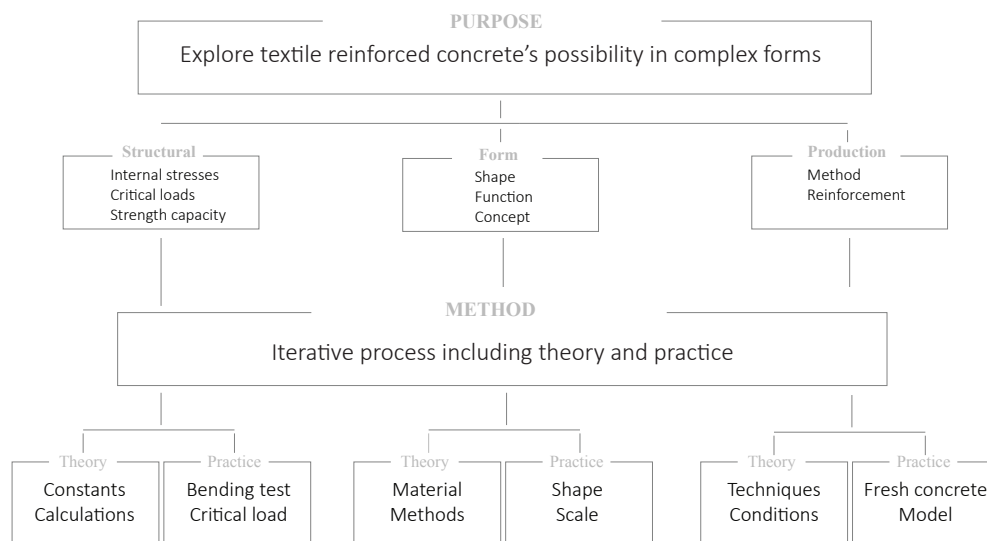 PURPOSE
Explore textile reinforced concrete's possibility in complex forms
Structural
Internal stresses
Critical loads
Strength capacity
Form
Shape
Function
Concept
Production
Method
Reinforcement
METHOD
Iterative process including theory and practice
Theory
Constants
Calculations
Practice
Bending test
Critical load
Theory
Material
Methods
Practice
Shape
Scale
Theory
Techniques
Conditions
Practice
Fresh concrete
Model